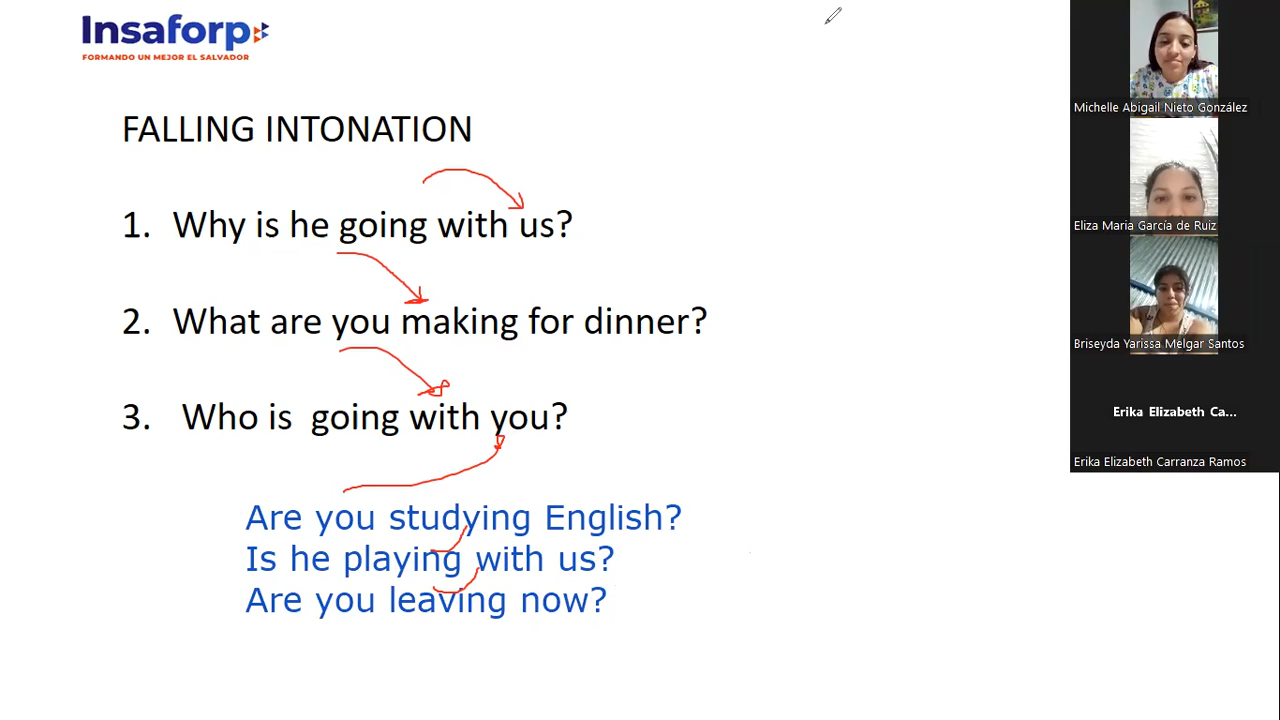 Insaforp
FORMANDO UN MEJOR EL SALVADOR
FALLING INTONATION
1. Why is he going with us?
2. What are you making for dinner?
3. Who is going with you?
Are you studying English?
Is he playing with us?
Are you leaving now?
Michelle Abigail Nieto González
Eliza Maria García de Ruiz
Briseyda Yarissa Melgar Santos
Erika Elizabeth Ca...
Erika Elizabeth Carranza Ramos